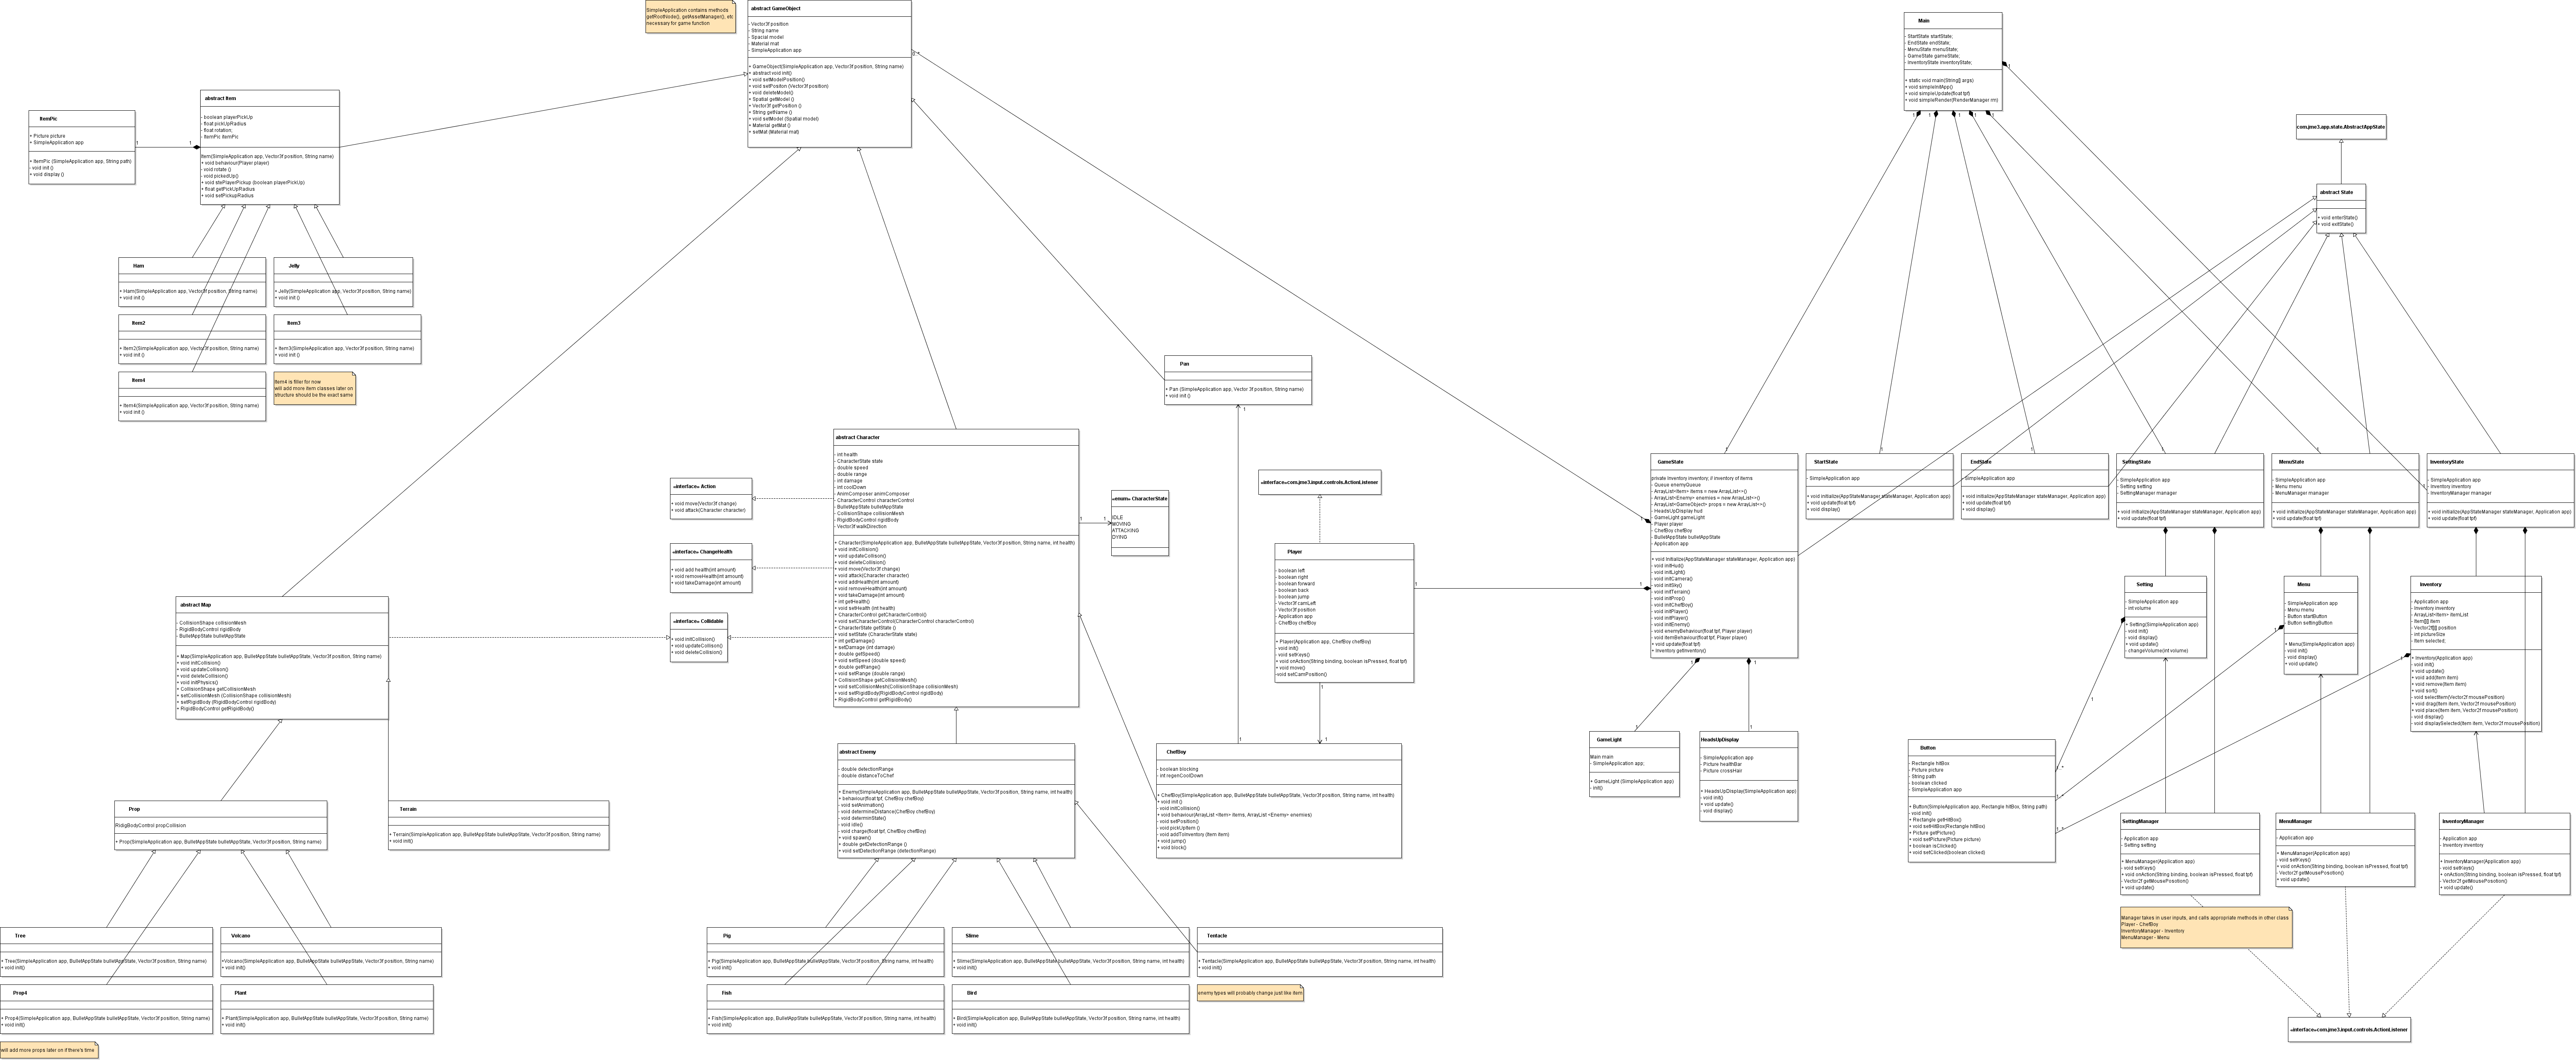 SimpleApplication contains methods
getRootNode(), getAssetManager(), etc
necessary for game function
abstract GameObject
- Vector3f position
- String name
- Spacial model
- Material mat
- SimpleApplication app
+ GameObject(SimpleApplication app, Vector3f position, String name)
+ abstract void init()
+ void setModelPosition()
+ void setPositon (Vector3f position)
+ void deleteModel()
+ Spatial getModel ()
+ Vector3f getPosition ()
+ String getName ()
+ void setModel (Spatial model)
+ Material getMat ()
+ setMat (Material mat)
0..*
ItemPic
+ Picture picture
+ SimpleApplication app
+ ItemPic (SimpleApplication app, String path)
- void init ()
+ void display ()
1
1
abstract Item
- boolean playerPickUp
- float pickUpRadius
- float rotation;
- ItemPic itemPic
Item(SimpleApplication app, Vector3f position, String name)
+ void behaviour(Player player)
- void rotate ()
- void pickedUp()
+ void stePlayerPickup (boolean playerPickUp)
+ float getPickUpRadius
+ void setPickupRadius
Ham
+ Ham(SimpleApplication app, Vector3f position, String name)
+ void init ()
Jelly
+ Jelly(SimpleApplication app, Vector3f position, String name)
+ void init ()
Item2
+ Item2(SimpleApplication app, Vector3f position, String name)
+ void init ()
Item3
+ Item3(SimpleApplication app, Vector3f position, String name)
+ void init ()
Item4
+ Item4(SimpleApplication app, Vector3f position, String name)
+ void init ()
Item4 is filler for now
will add more item classes later on
structure should be the exact same
abstract Map
- CollisionShape collisionMesh
- RigidBodyControl rigidBody
- BulletAppState bulletAppState
+ Map(SimpleApplication app, BulletAppState bulletAppState, Vector3f position, String name)
+ void initCollision()
+ void updateCollison()
+ void deleteCollision()
+ void initPhysics()
+ CollisionShape getCollisionMesh
+ setCollisionMesh (CollisionShape collisionMesh)
+ setRigidBody (RigidBodyControl rigidBody)
+ RigidBodyControl getRigidBody()
Prop
RidigBodyControl propCollision
+ Prop(SimpleApplication app, BulletAppState bulletAppState, Vector3f position, String name)
Terrain
+ Terrain(SimpleApplication app, BulletAppState bulletAppState, Vector3f position, String name)
+ void init()
Tree
+ Tree(SimpleApplication app, BulletAppState bulletAppState, Vector3f position, String name)
+ void init()
Volcano
+Volcano(SimpleApplication app, BulletAppState bulletAppState, Vector3f position, String name)
+ void init()
Prop4
+ Prop4(SimpleApplication app, BulletAppState bulletAppState, Vector3f position, String name)
+ void init()
Plant
+ Plant(SimpleApplication app, BulletAppState bulletAppState, Vector3f position, String name)
+ void init()
will add more props later on if there's time
«interface» Action
+ void move(Vector3f change)
+ void attack(Character character)
«interface» ChangeHealth
+ void add health(int amount)
+ void removeHealth(int amount)
+ void takeDamage(int amount)
«interface» Collidable
+ void initCollision()
+ void updateCollision()
+ void deleteCollision()
abstract Character
- int health
- CharacterState state
- double speed
- double range
- int damage
- int coolDown
- AnimComposer animComposer
- CharacterControl characterControl
- BulletAppState bulletAppState
- CollisionShape collisionMesh
- RigidBodyControl rigidBody
- Vector3f walkDirection
+ Character(SimpleApplication app, BulletAppState bulletAppState, Vector3f position, String name, int health)
+ void initCollision()
+ void updateCollision()
+ void deleteCollision()
+ void move(Vector3f change)
+ void attack(Character character)
+ void addHealth(int amount)
+ void removeHealth(int amount)
+ void takeDamage(int amount)
+ int getHealth()
+ void setHealth (int health)
+ CharacterControl getCharacterControl()
+ void setCharacterControl(CharacterControl characterControl)
+ CharacterState getState ()
+ void setState (CharacterState state)
+ int getDamage()
+ setDamage (int damage)
+ double getSpeed()
+ void setSpeed (double speed)
+ double getRange()
+ void setRange (double range)
+ CollisionShape getCollisionMesh()
+ void setCollisionMesh(CollisionShape collisionMesh)
+ setRigidBody(RigidBodyControl rigidBody)
+ RigidBodyControl getRigidBody()
1
1
«enum» CharacterState
IDLE
MOVING
ATTACKING
DYING
abstract Enemy
- double detectionRange
- double distanceToChef
+ Enemy(SimpleApplication app, BulletAppState bulletAppState, Vector3f position, String name, int health)
+ behaviour(float tpf, ChefBoy chefBoy)
- void setAnimation()
- void determineDistance(ChefBoy chefBoy)
- void determinState()
- void idle()
- void charge(float tpf, ChefBoy chefBoy)
+ void spawn()
+ double getDetectionRange ()
+ void setDetectionRange (detectionRange)
Pig
+ Pig(SimpleApplication app, BulletAppState bulletAppState, Vector3f position, String name, int health)
+ void init()
Slime
+ Slime(SimpleApplication app, BulletAppState bulletAppState, Vector3f position, String name, int health)
+ void init()
Tentacle
+ Tentacle(SimpleApplication app, BulletAppState bulletAppState, Vector3f position, String name, int health)
+ void init()
Fish
+ Fish(SimpleApplication app, BulletAppState bulletAppState, Vector3f position, String name, int health)
+ void init()
Bird
+ Bird(SimpleApplication app, BulletAppState bulletAppState, Vector3f position, String name, int health)
+ void init()
enemy types will probably change just like item
Pan
+ Pan (SimpleApplication app, Vector 3f position, String name)
+ void init ()
1
1
«interface»com.jme3.input.controls.ActionListener
Player
- boolean left
- boolean right
- boolean forward
- boolean back
- boolean jump
- Vector3f camLeft
- Vector3f position
- Application app
- ChefBoy chefBoy
+ Player(Application app, ChefBoy chefBoy)
- void init()
- void setKeys()
+ void onAction(String binding, boolean isPressed, float tpf)
+ void move()
-void setCamPosition()
1
1
1
1
ChefBoy
- boolean blocking
- int regenCoolDown
+ ChefBoy(SimpleApplication app, BulletAppState bulletAppState, Vector3f position, String name, int health)
+ void init ()
- void initCollision()
+ void behaviour(ArrayList <Item> items, ArrayList <Enemy> enemies)
- void setPosition()
- void pickUpItem ()
- void addToInventory (Item item)
+ void jump()
+ void block()
Main
- StartState startState;
- EndState endState;
- MenuState menuState;
- GameState gameState;
- InventoryState inventoryState;
+ static void main(String[] args)
+ void simpleInitApp()
+ void simpleUpdate(float tpf)
+ void simpleRender(RenderManager rm)
1
1
1
1
1
1
com.jme3.app.state.AbstractAppState
abstract State
+ void enterState()
+ void exitState()
1
1
1
1
1
1
GameState
private Inventory inventory, if inventory of items
- Queue enemyQueue
- ArrayList<Item> items = new ArrayList<>()
- ArrayList<Enemy> enemies = new ArrayList<>()
- ArrayList<GameObject> props = new ArrayList<>()
- HeadsUpDisplay hud
- GameLight gameLight
- Player player
- ChefBoy chefBoy
- BulletAppState bulletAppState
- Application app
+ void Initialize(AppStateManager stateManager, Application app)
- void initHud()
- void initLight()
- void initCamera()
- void initSky()
- void initTerrain()
- void initProp()
- void initChefBoy()
- void initPlayer()
- void initEnemy()
- void enemyBehaviour(float tpf, Player player)
- void itemBehaviour(float tpf, Player player)
+ void update(float tpf)
+ Inventory getInventory()
1
1
1
1
GameLight
Main main
- SimpleApplication app;
+ GameLight (SimpleApplication app)
- init()
HeadsUpDisplay
- SimpleApplication app
- Picture healthBar
- Picture crossHair
+ HeadsUpDisplay(SimpleApplication app)
- void init()
+ void update()
- void display()
StartState
- SimpleApplication app
+ void initialize(AppStateManager stateManager, Application app)
+ void update(float tpf)
- void display()
EndState
- SimpleApplication app
+ void initialize(AppStateManager stateManager, Application app)
+ void update(float tpf)
- void display()
SettingState
- SimpleApplication app
- Setting setting
- SettingManager manager
+ void initialize(AppStateManager stateManager, Application app)
+ void update(float tpf)
MenuState
- SimpleApplication app
- Menu menu
- MenuManager manager
+ void initialize(AppStateManager stateManager, Application app)
+ void update(float tpf)
InventoryState
- SimpleApplication app
- Inventory inventory
- InventoryManager manager
+ void initialize(AppStateManager stateManager, Application app)
+ void update(float tpf)
Setting
- SimpleApplication app
- int volume
+ Setting(SimpleApplication app)
- void init()
- void display()
- void update()
- changeVolume(int volume)
Menu
- SimpleApplication app
- Menu menu
- Button startButton
- Button settingButton
+ Menu(SimpleApplication app)
- void init()
- void display()
+ void update()
Inventory
- Application app
- Inventory inventory
- ArrayList<Item> itemList
- Item[][] item
- Vector2f[][] position
- int pictureSize
- Item selected;
+ Inventory(Application app)
- void init()
+ void update()
+ void add(Item item)
+ void remove(Item item)
- void sort()
- void selectItem(Vector2f mousePosition)
+ void drag(Item item, Vector2f mousePosition)
+ void place(Item item, Vector2f mousePosition)
- void display()
- void displaySelected(Item item, Vector2f mousePosition)
1
1
1
1..*
1..*
1..*
Button
- Rectangle hitBox
- Picture picture
- String path
- boolean clicked
- SimpleApplication app
+ Button(SimpleApplication app, Rectangle hitBox, String path)
- void init()
+ Rectangle getHitBox()
+ void setHitBox(Rectangle hitBox)
+ Picture getPicture()
+ void setPicture(Picture picture)
+ boolean isClicked()
+ void setClicked(boolean clicked)
SettingManager
- Application app
- Setting setting
+ MenuManager(Application app)
- void setKeys()
+ void onAction(String binding, boolean isPressed, float tpf)
- Vector2f getMousePosition()
+ void update()
MenuManager
Application app
+ MenuManager(Application app)
- void setKeys()
+ void onAction(String binding, boolean isPressed, float tpf)
- Vector2f getMousePosition()
+ void update()
InventoryManager
- Application app
- Inventory inventory
+ InventoryManager(Application app)
- void setKeys()
+ onAction(String binding, boolean isPressed, float tpf)
- Vector2f getMousePosition()
+ void update()
Manager takes in user inputs, and calls appropriate methods in other class
Player - ChefBoy
InventoryManager - Inventory
MenuManager - Menu
«interface»com.jme3.input.controls.ActionListener